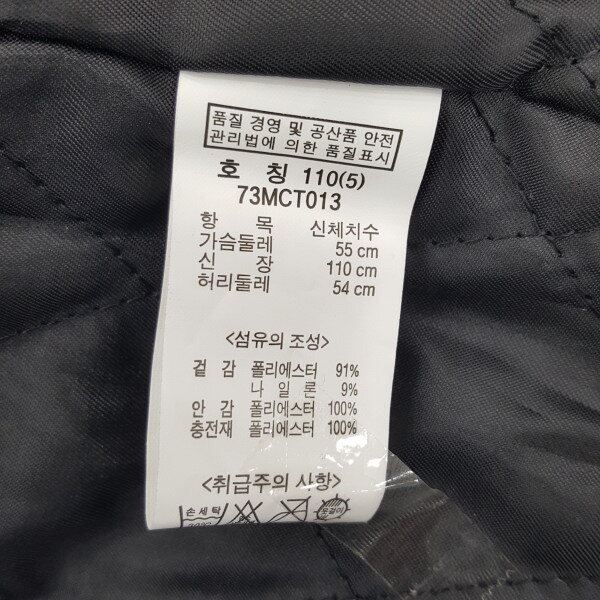 품질 경영 및 공산품 안전
관리법에 의한 품질표시
호 칭 110(5)
73MCT013
항 목 신체치수
가슴둘레 55 cm
신 장 110 cm
허리둘레 54 cm
<섬유의 조성>
겉 감 폴리에스터 91%
나 일 론 9%
안 감 폴리에스터 100%
충전재 폴리에스터 100%
<취급주의 사항>
손세탁 옷걸이